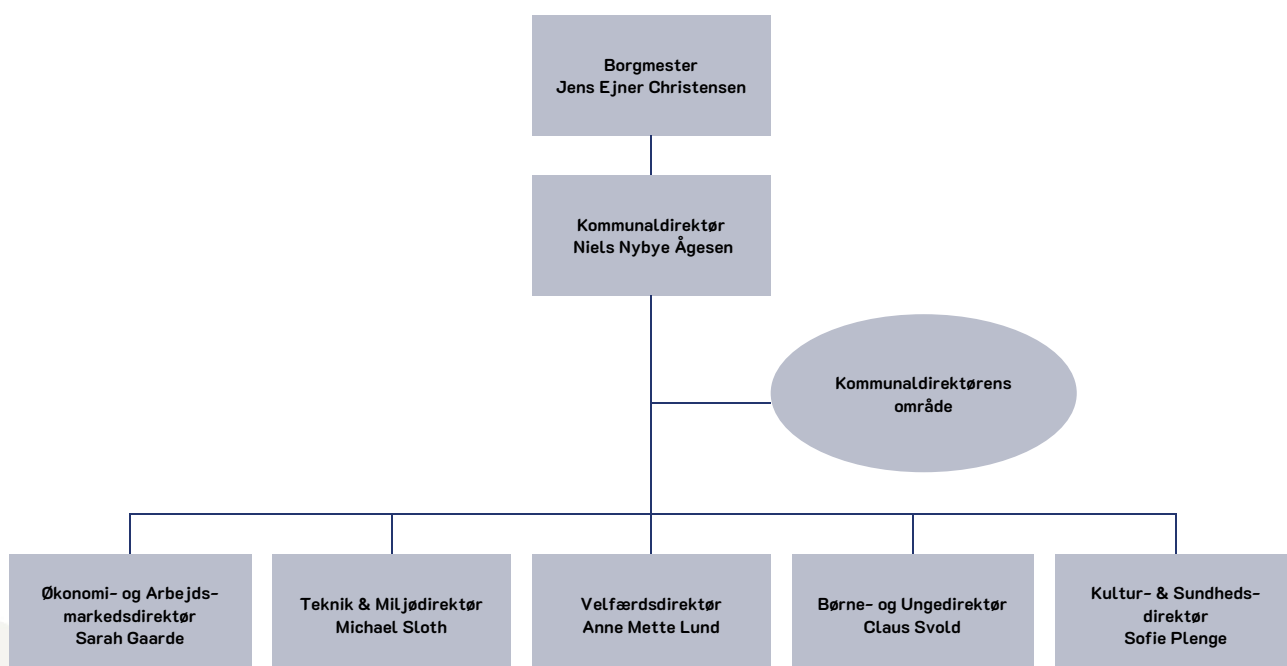 Borgmester
Jens Ejner Christensen
Kommunaldirektør
Niels Nybye Ågesen
Kommunaldirektørens
område
Økonomi- og Arbejds-
markedsdirektør
Sarah Gaarde
Teknik & Miljødirektør
Michael Sloth
Velfærdsdirektør
Anne Mette Lund
Børne- og Ungedirektør
Claus Svold
Kultur- & Sundheds-
direktør
Sofie Plenge